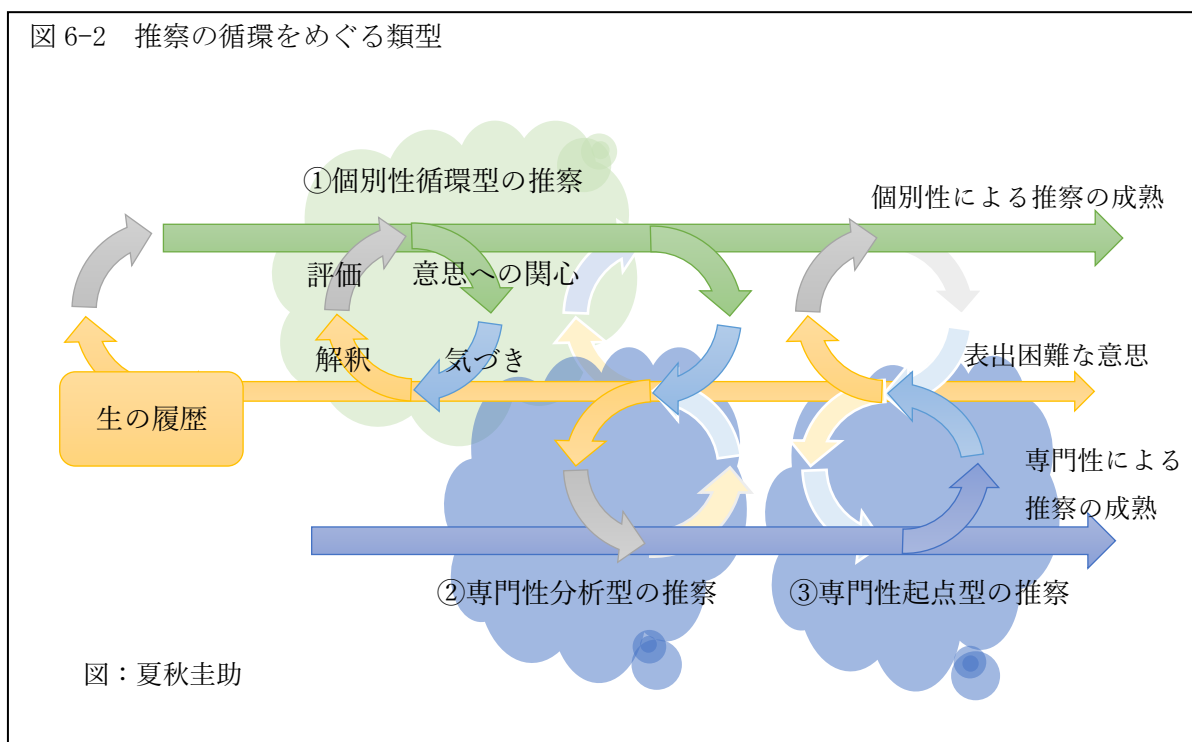 図 6-2　推察の循環をめぐる類型
①個別性循環型の推察
個別性による推察の成熟
評価
意思への関心
解釈
気づき
表出困難な意思
生の履歴
専門性による
推察の成熟
②専門性分析型の推察
③専門性起点型の推察
図：夏秋圭助